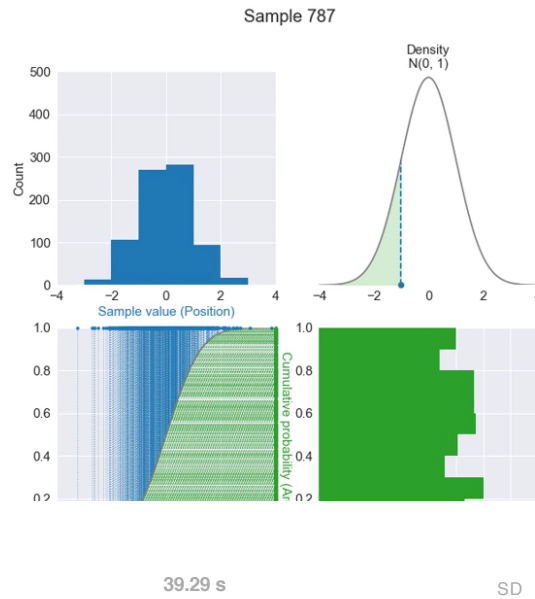 Sample 787
Density
N(0, 1)
500
400
300
200
100
0
Count
−4 −2 0 2 4
Sample value (Position)
−4 −2 0 2 4
1.0
0.8
0.6
0.4
0.2
Cumulative probability (Ar
1.0
0.8
0.6
0.4
0.2
39.29 s
SD